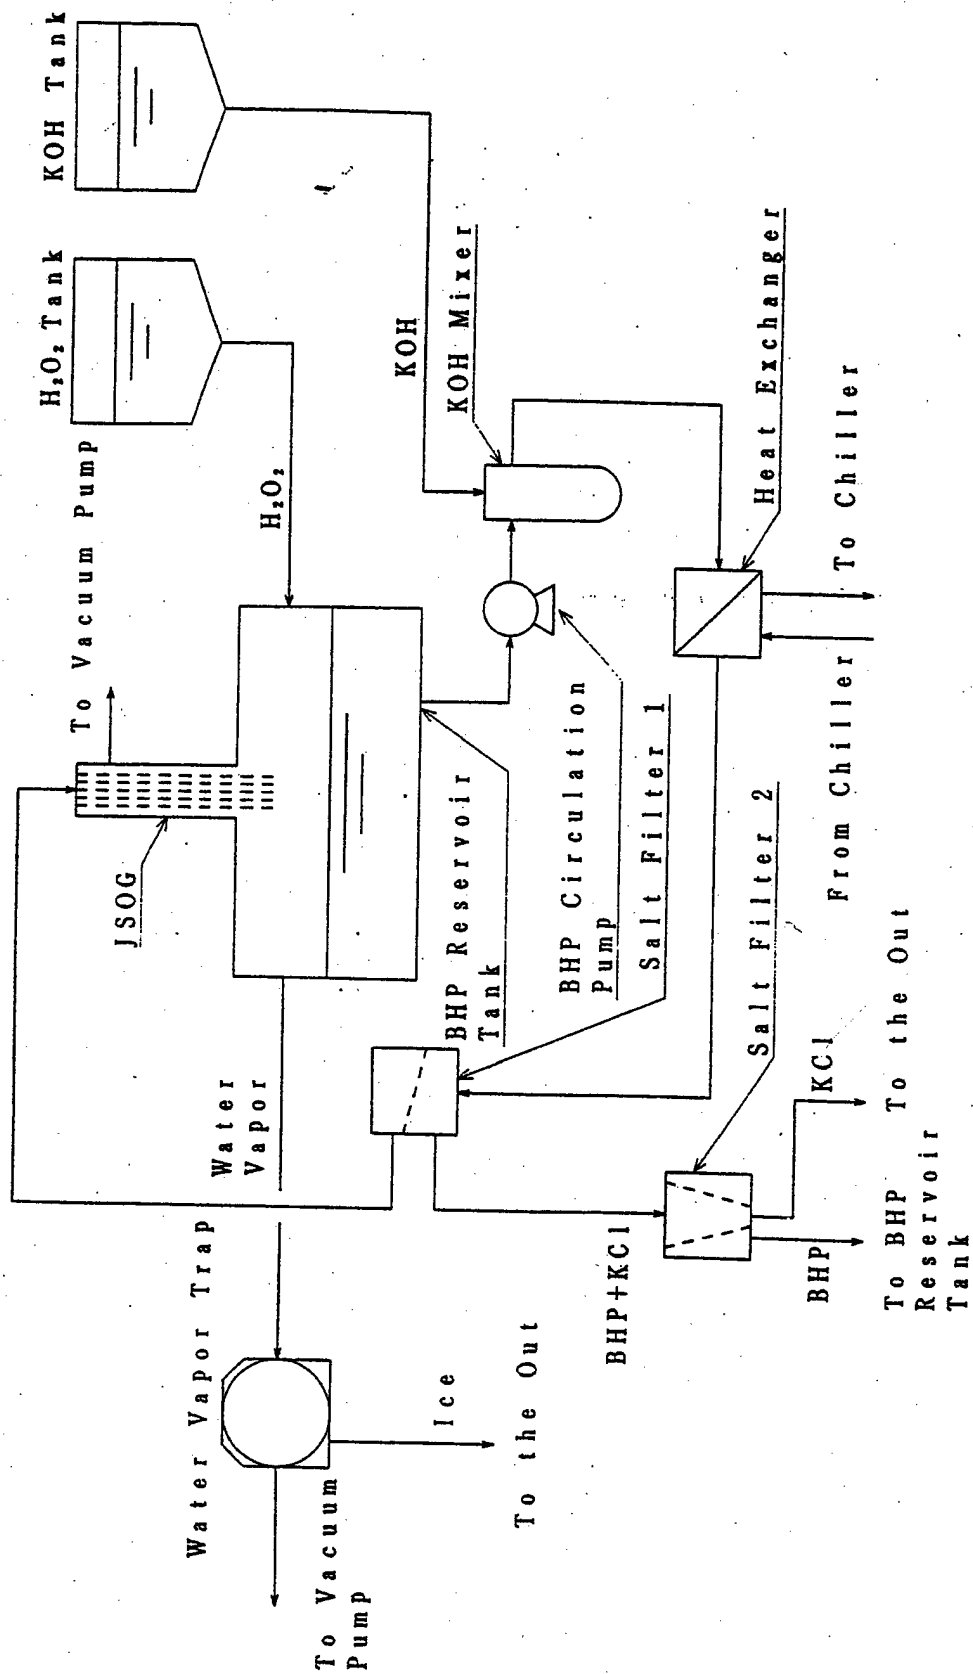 KOH Tank
H₂O₂ Tank
To Vacuum Pump
KOH
KOH Mixer
H₂O₂
Heat Exchanger
To Chiller
From Chiller
JSOG
BHP Reservoir
Tank
BHP Circulation
Pump
Salt Filter 1
Salt Filter 2
Water
Vapor
Water Vapor Trap
Ice
To the Out
To Vacuum
Pump
BHP+KCl
KCl
To the Out
BHP
To BHP
Reservoir
Tank